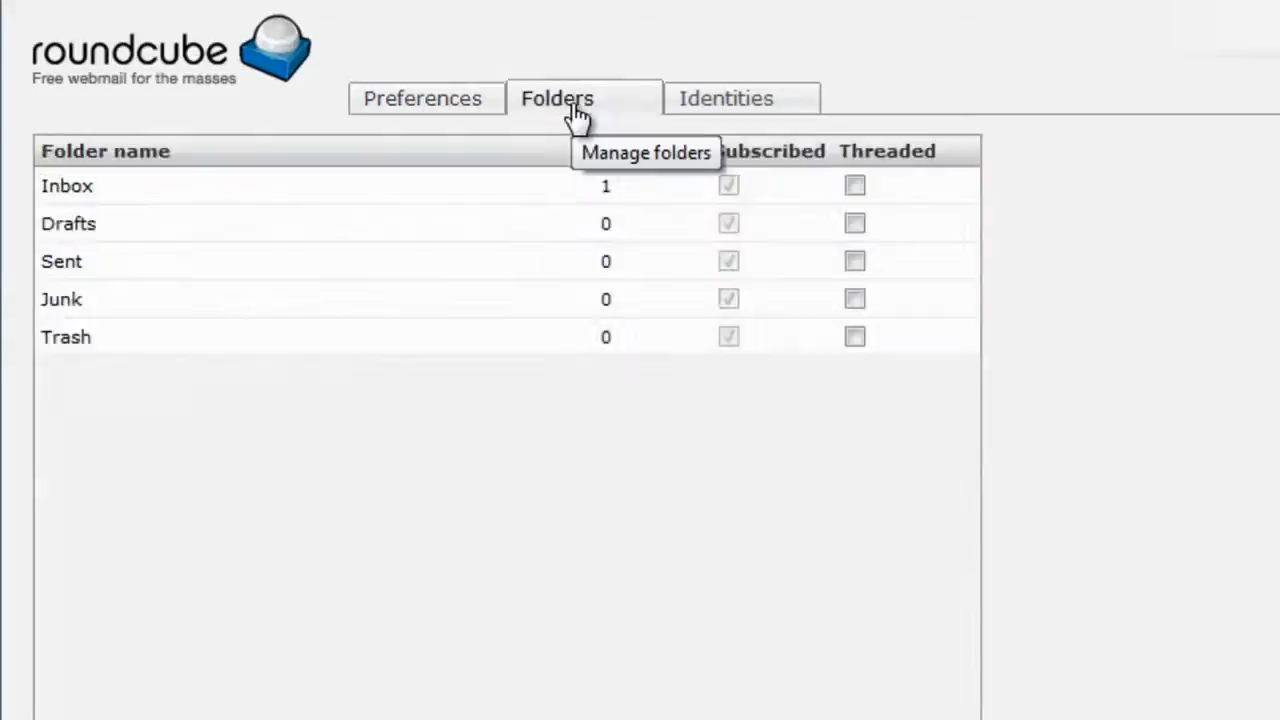 roundcube
Free webmail for the masses
Preferences Folders Identities
Manage folders
Folder name Subscribed Threaded
Inbox 1
Drafts 0
Sent 0
Junk 0
Trash 0